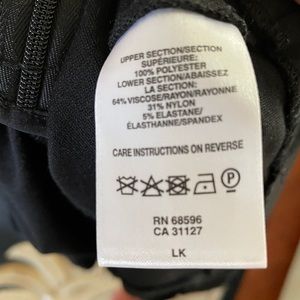 UPPER SECTION/SECTION
SUPÉRIEURE:
100% POLYESTER
LOWER SECTION/ABAISSEZ
LA SECTION:
64% VISCOSE/RAYON/RAYONNE
31% NYLON
5% ELASTANE/
ÉLASTHANNE/SPANDEX
CARE INSTRUCTIONS ON REVERSE
P
RN 68596
CA 31127
LK